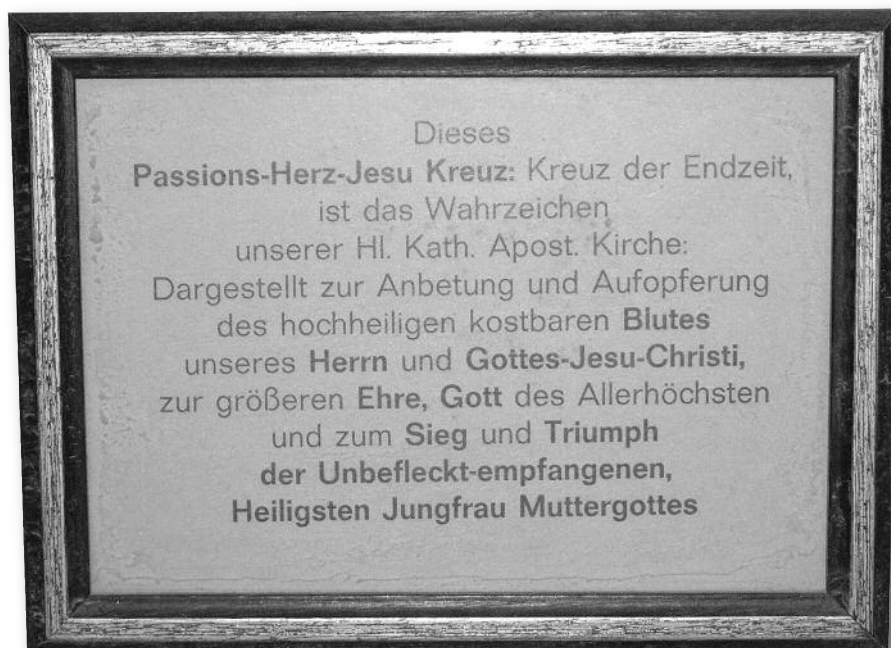 Dieses
Passions-Herz-Jesu Kreuz: Kreuz der Endzeit,
ist das Wahrzeichen
unserer Hl. Kath. Apost. Kirche:
Dargestellt zur Anbetung und Aufopferung
des hochheiligen kostbaren Blutes
unseres Herrn und Gottes-Jesu-Christi,
zur größeren Ehre, Gott des Allerhöchsten
und zum Sieg und Triumph
der Unbefleckt-empfangenen,
Heiligsten Jungfrau Muttergottes